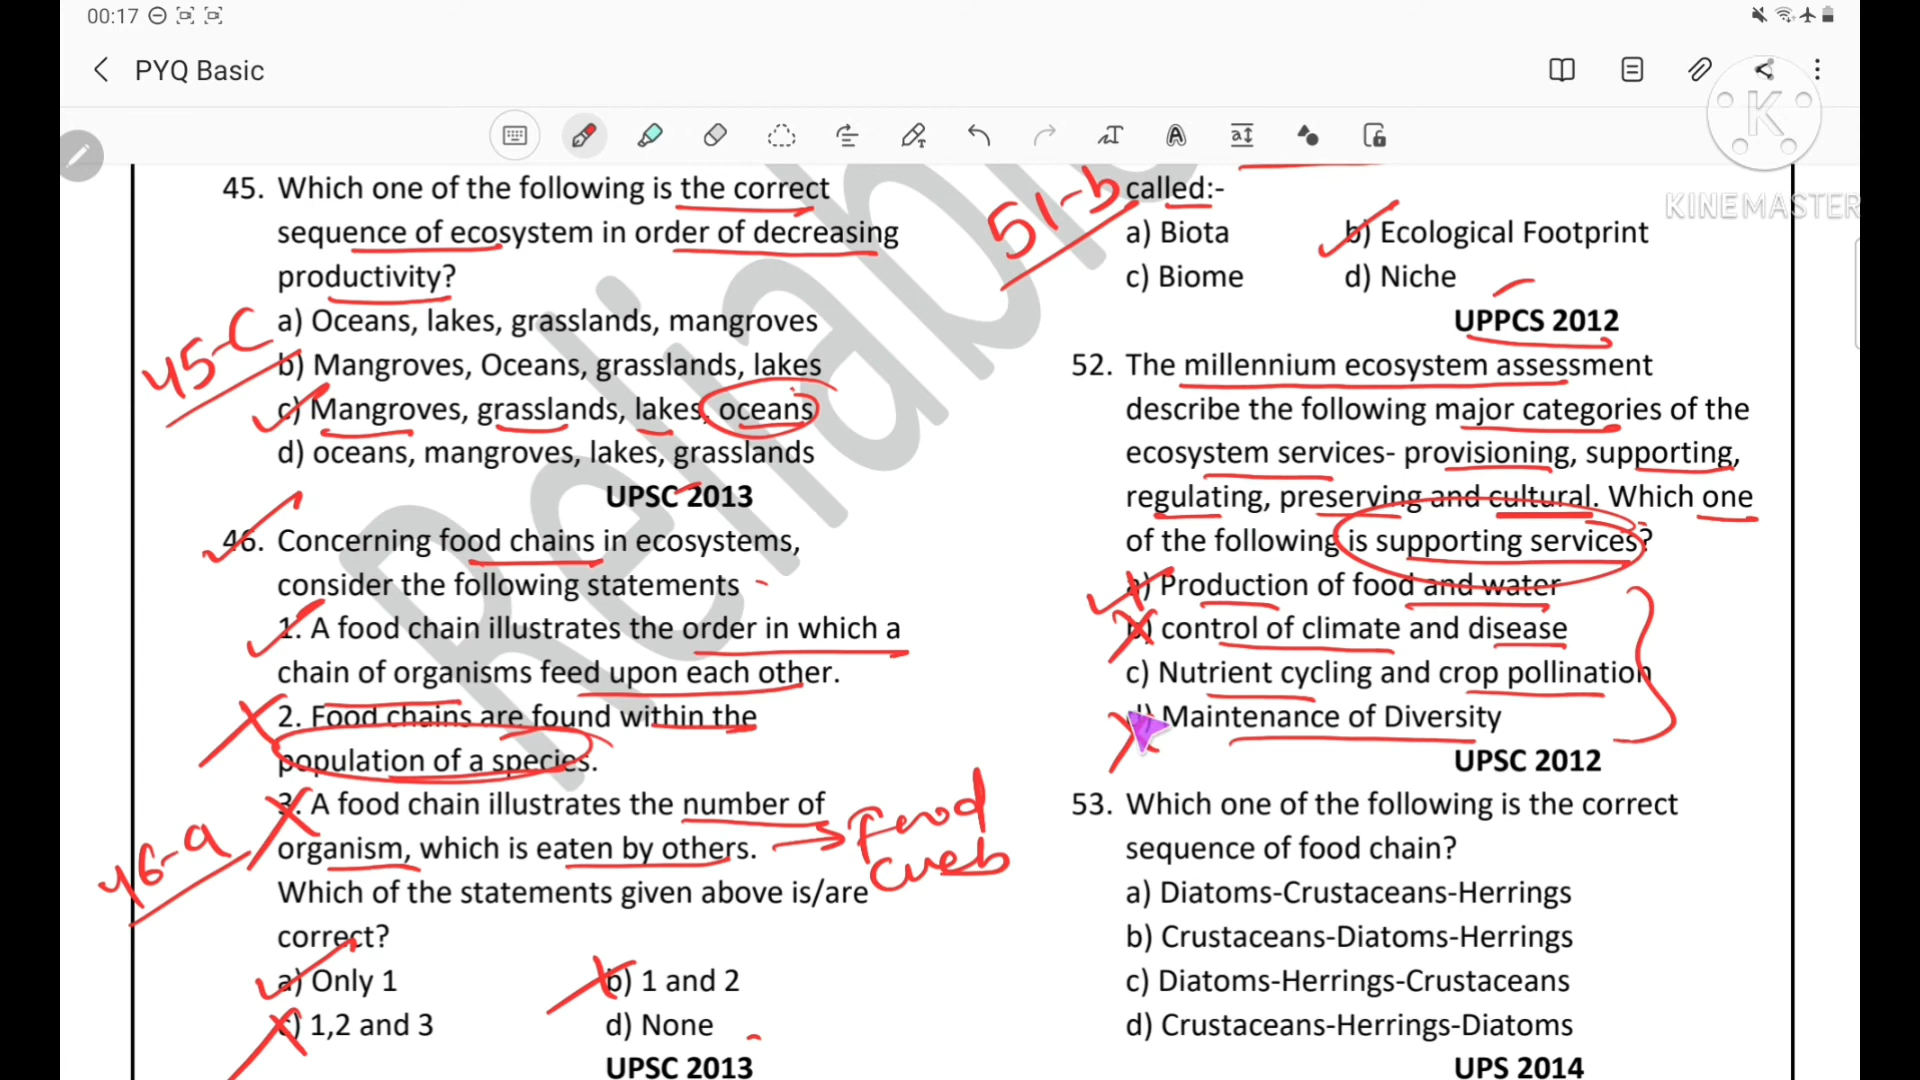 00:17
PYQ Basic
KINEMASTER
45. Which one of the following is the correct
sequence of ecosystem in order of decreasing
productivity?
a) Oceans, lakes, grasslands, mangroves
b) Mangroves, Oceans, grasslands, lakes
c) Mangroves, grasslands, lakes, oceans
d) oceans, mangroves, lakes, grasslands
UPSC 2013
45-C
46. Concerning food chains in ecosystems,
consider the following statements
1. A food chain illustrates the order in which a
chain of organisms feed upon each other.
2. Food chains are found within the
population of a species.
3. A food chain illustrates the number of
organism, which is eaten by others.
Food
web
Which of the statements given above is/are
correct?
46-a
a) Only 1 b) 1 and 2
c) 1,2 and 3 d) None
UPSC 2013
Reliab
51-b
called:-
a) Biota b) Ecological Footprint
c) Biome d) Niche
UPPCS 2012
52. The millennium ecosystem assessment
describe the following major categories of the
ecosystem services- provisioning, supporting,
regulating, preserving and cultural. Which one
of the following is supporting services?
a) Production of food and water
b) control of climate and disease
c) Nutrient cycling and crop pollination
d) Maintenance of Diversity
UPSC 2012
53. Which one of the following is the correct
sequence of food chain?
a) Diatoms-Crustaceans-Herrings
b) Crustaceans-Diatoms-Herrings
c) Diatoms-Herrings-Crustaceans
d) Crustaceans-Herrings-Diatoms
UPS 2014